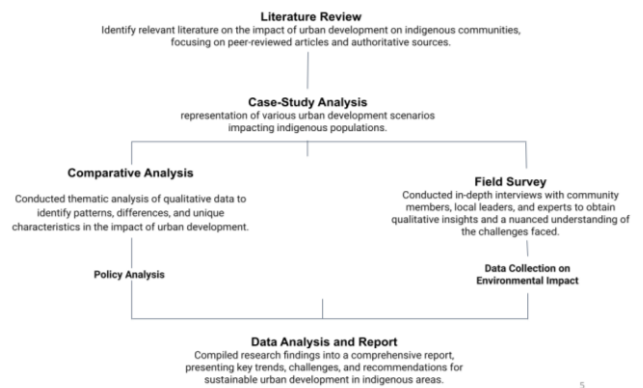 Literature Review
Identify relevant literature on the impact of urban development on indigenous communities,
focusing on peer-reviewed articles and authoritative sources.
Case-Study Analysis
representation of various urban development scenarios
impacting indigenous populations.
Comparative Analysis
Conducted thematic analysis of qualitative data to
identify patterns, differences, and unique
characteristics in the impact of urban development.
Policy Analysis
Field Survey
Conducted in-depth interviews with community
members, local leaders, and experts to obtain
qualitative insights and a nuanced understanding of
the challenges faced.
Data Collection on
Environmental Impact
Data Analysis and Report
Compiled research findings into a comprehensive report,
presenting key trends, challenges, and recommendations for
sustainable urban development in indigenous areas.
5